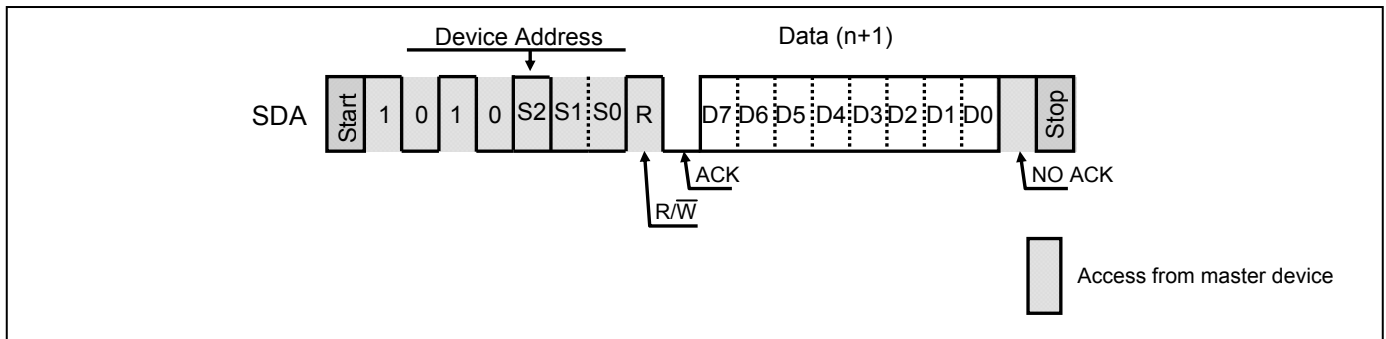 Device Address Data (n+1)
SDA Start 1 0 1 0 S2 S1 S0 R D7 D6 D5 D4 D3 D2 D1 D0 Stop
ACK NO ACK
R/W̅
Access from master device